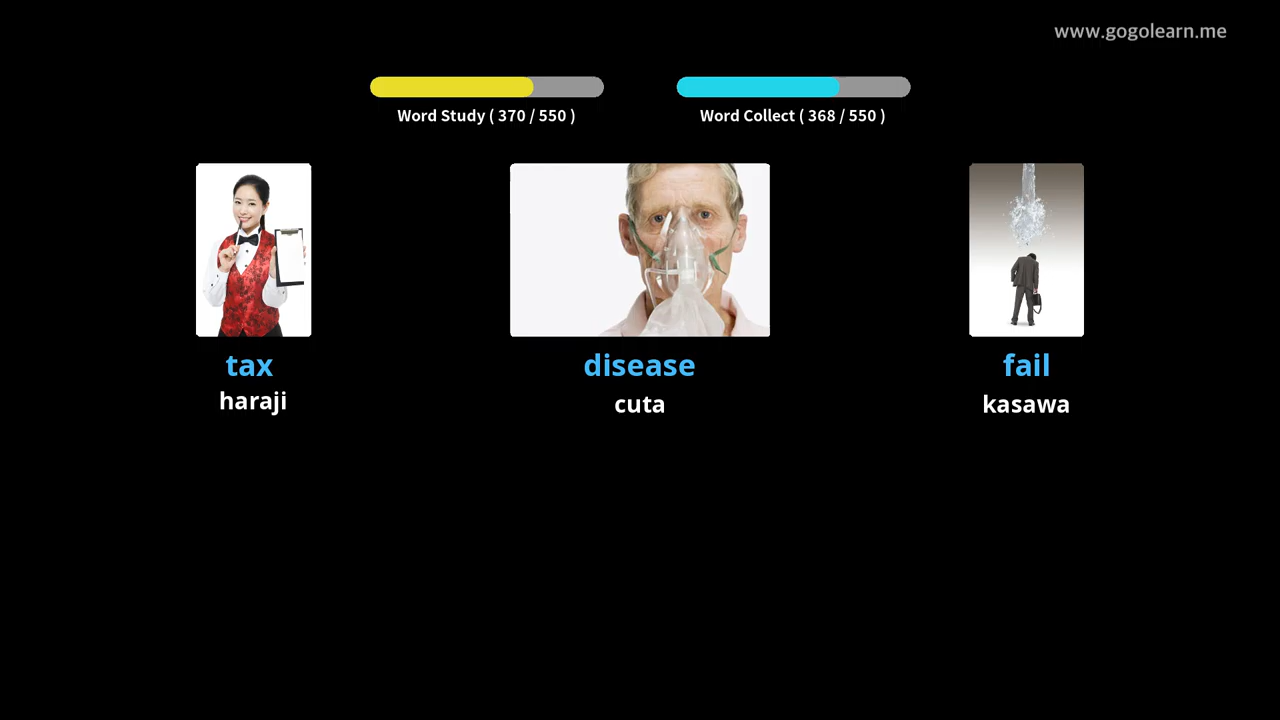 www.gogolearn.me
Word Study ( 370 / 550 )
Word Collect ( 368 / 550 )
tax
disease
fail
haraji
cuta
kasawa